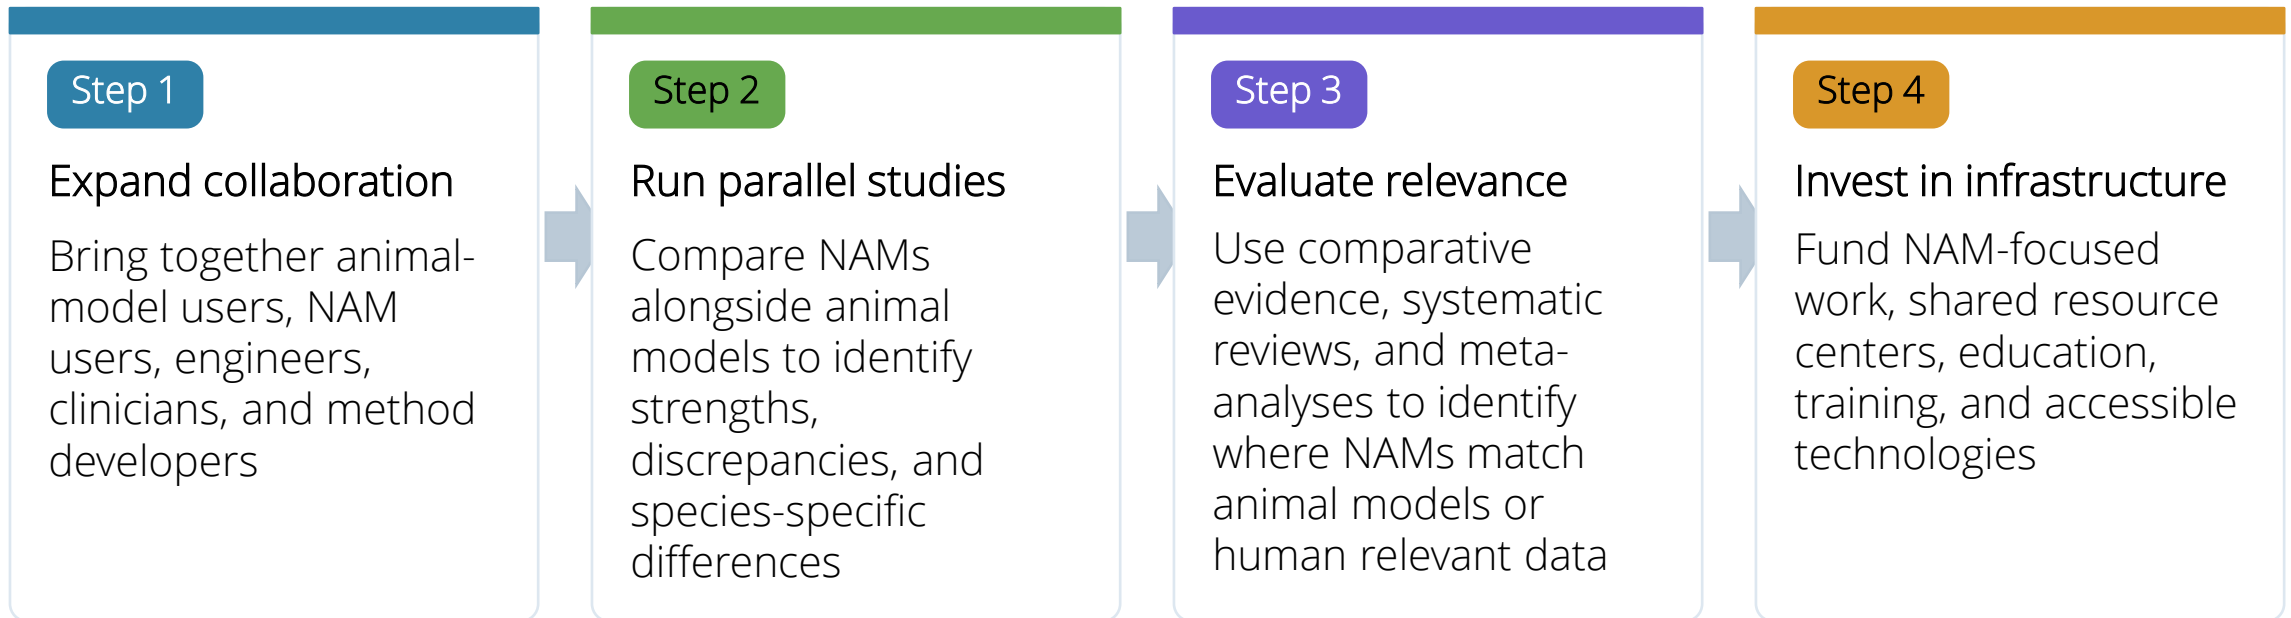 Step 1
Expand collaboration
Bring together animal-
model users, NAM
users, engineers,
clinicians, and method
developers
Step 2
Run parallel studies
Compare NAMs
alongside animal
models to identify
strengths,
discrepancies, and
species-specific
differences
Step 3
Evaluate relevance
Use comparative
evidence, systematic
reviews, and meta-
analyses to identify
where NAMs match
animal models or
human relevant data
Step 4
Invest in infrastructure
Fund NAM-focused
work, shared resource
centers, education,
training, and accessible
technologies